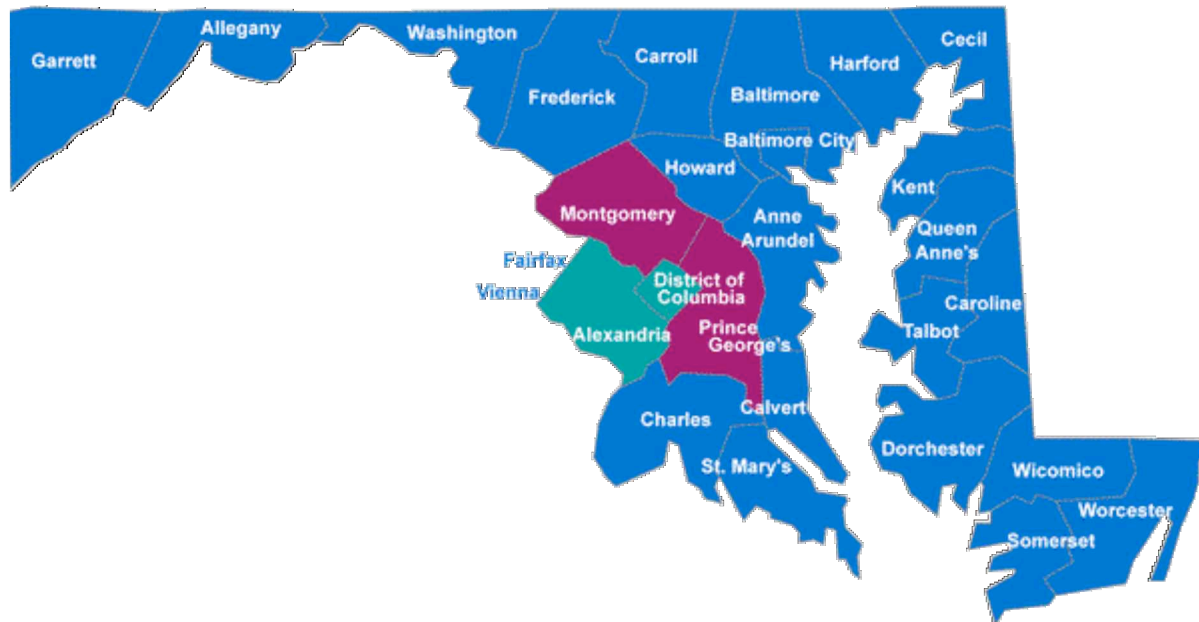 Garrett
Allegany
Washington
Frederick
Carroll
Baltimore
Harford
Cecil
Baltimore City
Howard
Montgomery
Anne
Arundel
Kent
Queen
Anne's
Fairfax
Vienna
District of
Columbia
Alexandria
Prince
George's
Caroline
Talbot
Charles
Calvert
St. Mary's
Dorchester
Wicomico
Worcester
Somerset